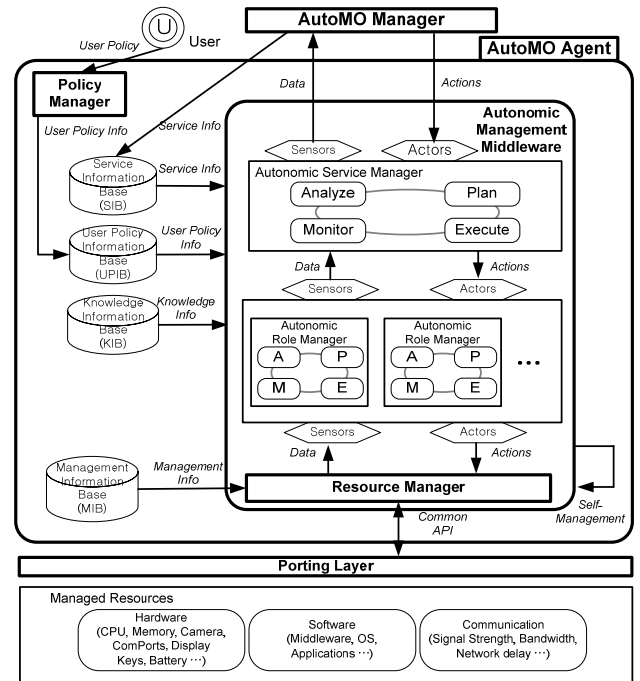 AutoMO Manager
U
User
User Policy
AutoMO Agent
Policy
Manager
Data
Actions
User Policy Info
Service Info
Autonomic
Management
Middleware
Sensors
Actors
Service
Information
Base
(SIB)
Service Info
Autonomic Service Manager
Analyze
Plan
Monitor
Execute
User Policy
Information
Base
(UPIB)
User Policy
Info
Data
Actions
Sensors
Actors
Knowledge
Information
Base
(KIB)
Knowledge
Info
Autonomic
Role Manager
A
P
M
E
Autonomic
Role Manager
A
P
M
E
...
Sensors
Actors
Data
Actions
Management
Information
Base
(MIB)
Management
Info
Resource Manager
Self-
Management
Common
API
Porting Layer
Managed Resources
Hardware
(CPU, Memory, Camera,
ComPorts, Display
Keys, Battery ···)
Software
(Middleware, OS,
Applications ···)
Communication
(Signal Strength, Bandwidth,
Network delay ···)